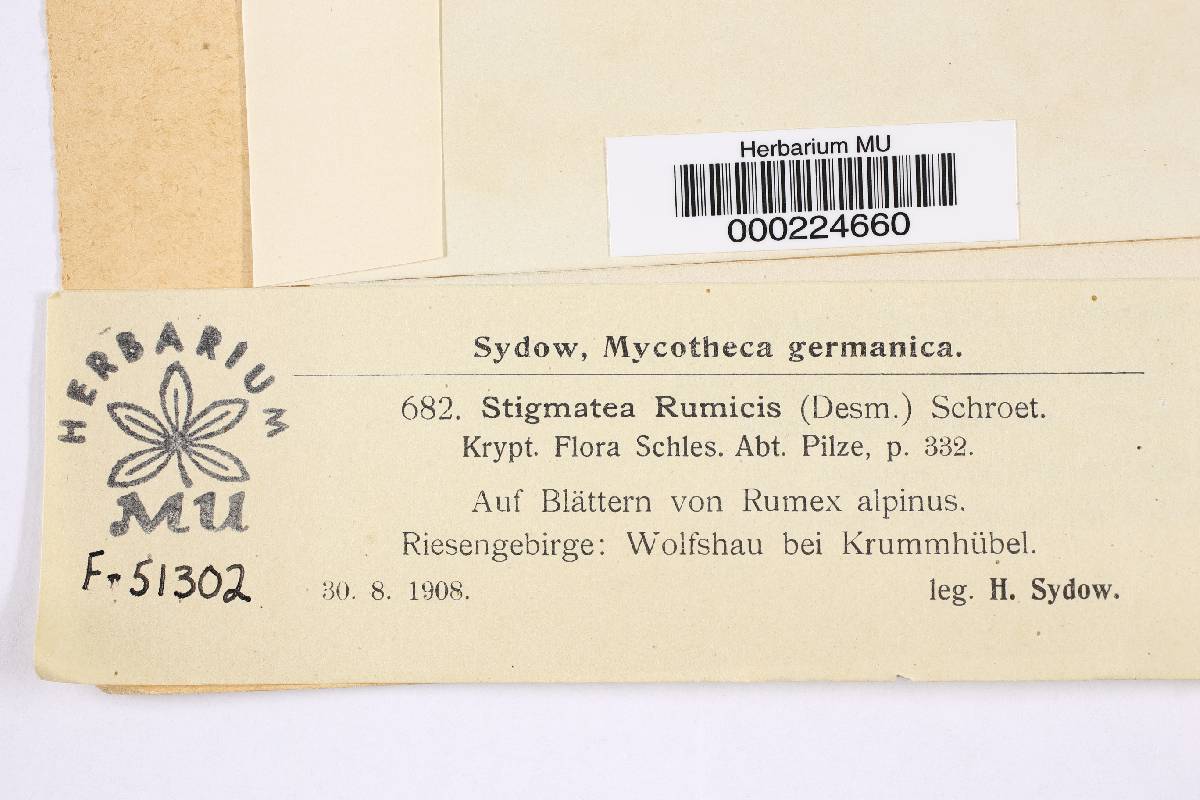 Herbarium MU
000224660
HERBARIUM
MU
F-51302
Sydow, Mycotheca germanica.
682. Stigmatea Rumicis (Desm.) Schroet.
Krypt. Flora Schles. Abt. Pilze, p. 332.
Auf Blättern von Rumex alpinus.
Riesengebirge: Wolfshau bei Krummhübel.
30. 8. 1908. leg. H. Sydow.